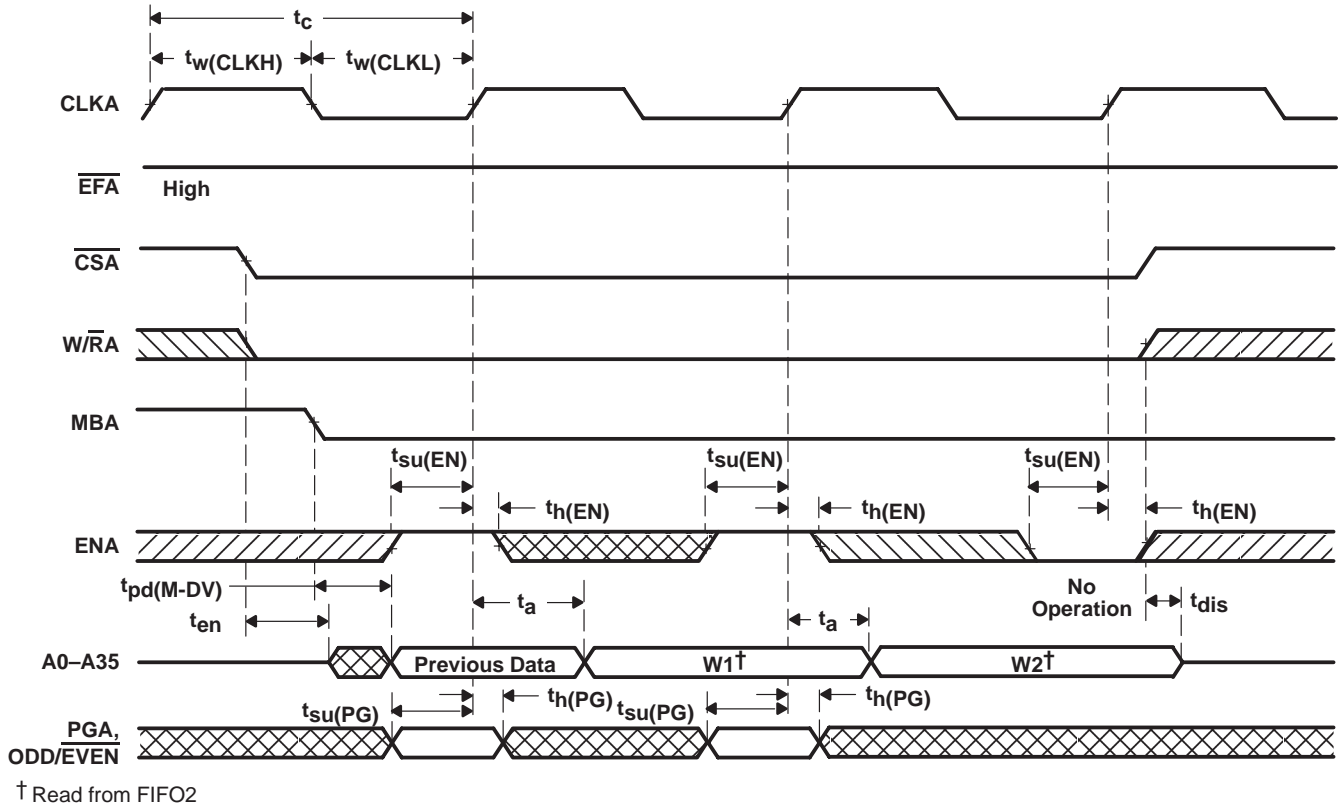 tc
tw(CLKH)
tw(CLKL)
CLKA
EFA
High
CSA
W/RA
MBA
tsu(EN)
tsu(EN)
tsu(EN)
th(EN)
th(EN)
th(EN)
ENA
tpd(M-DV)
ten
ta
ta
No
Operation
tdis
A0–A35
Previous Data
W1†
W2†
tsu(PG)
th(PG)
tsu(PG)
th(PG)
PGA,
ODD/EVEN
† Read from FIFO2